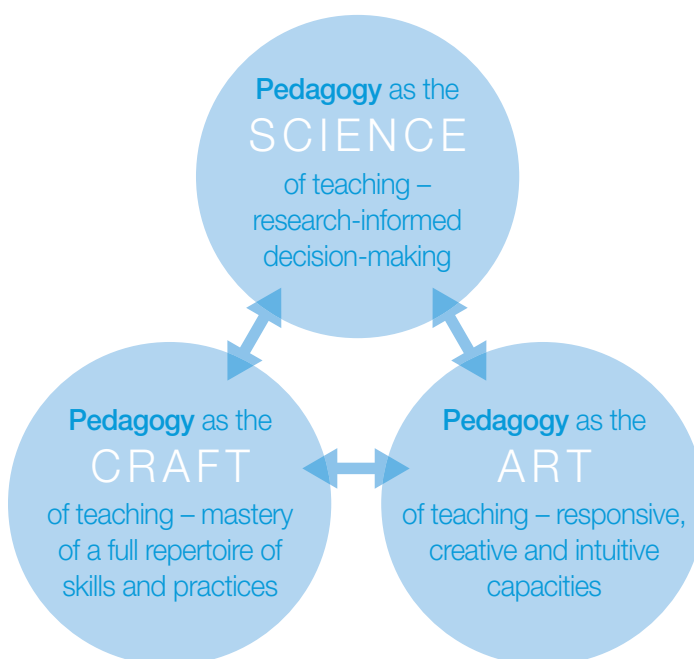 Pedagogy as the
SCIENCE
of teaching –
research-informed
decision-making
Pedagogy as the
CRAFT
of teaching – mastery
of a full repertoire of
skills and practices
Pedagogy as the
ART
of teaching – responsive,
creative and intuitive
capacities